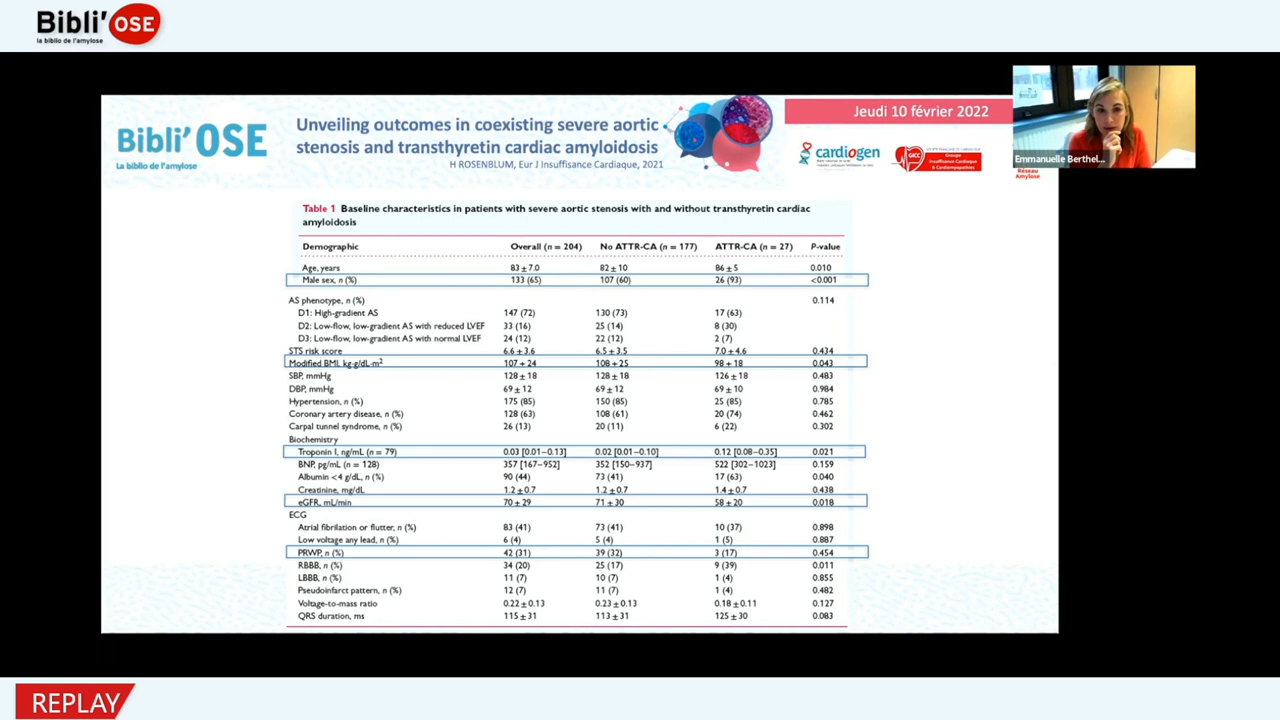 Bibli'OSE
la biblio de l'amylose
Bibli'OSE
La biblio de l'amylose
Unveiling outcomes in coexisting severe aortic
stenosis and transthyretin cardiac amyloidosis
H ROSENBLUM, Eur J Insuffisance Cardiaque, 2021
Jeudi 10 février 2022
cardiogen
GICC
Groupe
Insuffisance Cardiaque
& Cardiomyopathies
Réseau
Amylose
Emmanuelle Berthel...
Table 1 Baseline characteristics in patients with severe aortic stenosis with and without transthyretin cardiac
amyloidosis
Demographic Overall (n = 204) No ATTR-CA (n = 177) ATTR-CA (n = 27) P-value
Age, years 83 ± 7.0 82 ± 10 86 ± 5 0.010
Male sex, n (%) 133 (65) 107 (60) 26 (93) <0.001
AS phenotype, n (%) 0.114
D1: High-gradient AS 147 (72) 130 (73) 17 (63)
D2: Low-flow, low-gradient AS with reduced LVEF 33 (16) 25 (14) 8 (30)
D3: Low-flow, low-gradient AS with normal LVEF 24 (12) 22 (12) 2 (7)
STS risk score 6.6 ± 3.6 6.5 ± 3.5 7.0 ± 4.6 0.434
Modified BMI, kg·g/dL·m² 107 ± 24 108 ± 25 98 ± 18 0.043
SBP, mmHg 128 ± 18 128 ± 18 126 ± 18 0.483
DBP, mmHg 69 ± 12 69 ± 12 69 ± 10 0.984
Hypertension, n (%) 175 (85) 150 (85) 25 (85) 0.785
Coronary artery disease, n (%) 128 (63) 108 (61) 20 (74) 0.462
Carpal tunnel syndrome, n (%) 26 (13) 20 (11) 6 (22) 0.302
Biochemistry
Troponin I, ng/mL (n = 79) 0.03 [0.01–0.13] 0.02 [0.01–0.10] 0.12 [0.08–0.35] 0.021
BNP, pg/mL (n = 128) 357 [167–952] 352 [150–937] 522 [302–1023] 0.159
Albumin <4 g/dL, n (%) 90 (44) 73 (41) 17 (63) 0.040
Creatinine, mg/dL 1.2 ± 0.7 1.2 ± 0.7 1.4 ± 0.7 0.438
eGFR, mL/min 70 ± 29 71 ± 30 58 ± 20 0.018
ECG
Atrial fibrilation or flutter, n (%) 83 (41) 73 (41) 10 (37) 0.898
Low voltage any lead, n (%) 6 (4) 5 (4) 1 (5) 0.887
PRWP, n (%) 42 (31) 39 (32) 3 (17) 0.454
RBBB, n (%) 34 (20) 25 (17) 9 (39) 0.011
LBBB, n (%) 11 (7) 10 (7) 1 (4) 0.855
Pseudoinfarct pattern, n (%) 12 (7) 11 (7) 1 (4) 0.482
Voltage-to-mass ratio 0.22 ± 0.13 0.23 ± 0.13 0.18 ± 0.11 0.127
QRS duration, ms 115 ± 31 113 ± 31 125 ± 30 0.083
REPLAY